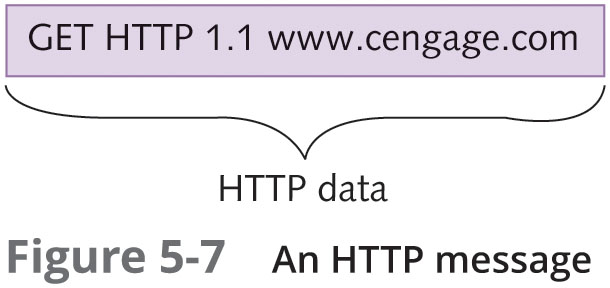 GET HTTP 1.1 www.cengage.com
HTTP data
Figure 5-7 An HTTP message